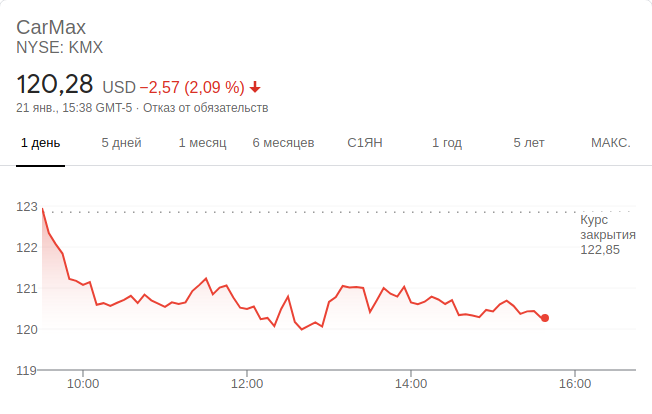 CarMax
NYSE: KMX
120,28 USD −2,57 (2,09 %)
21 янв., 15:38 GMT-5 · Отказ от обязательств
1 день 5 дней 1 месяц 6 месяцев С1ЯН 1 год 5 лет МАКС.
123
Курс
закрытия
122,85
122
121
120
119
10:00 12:00 14:00 16:00